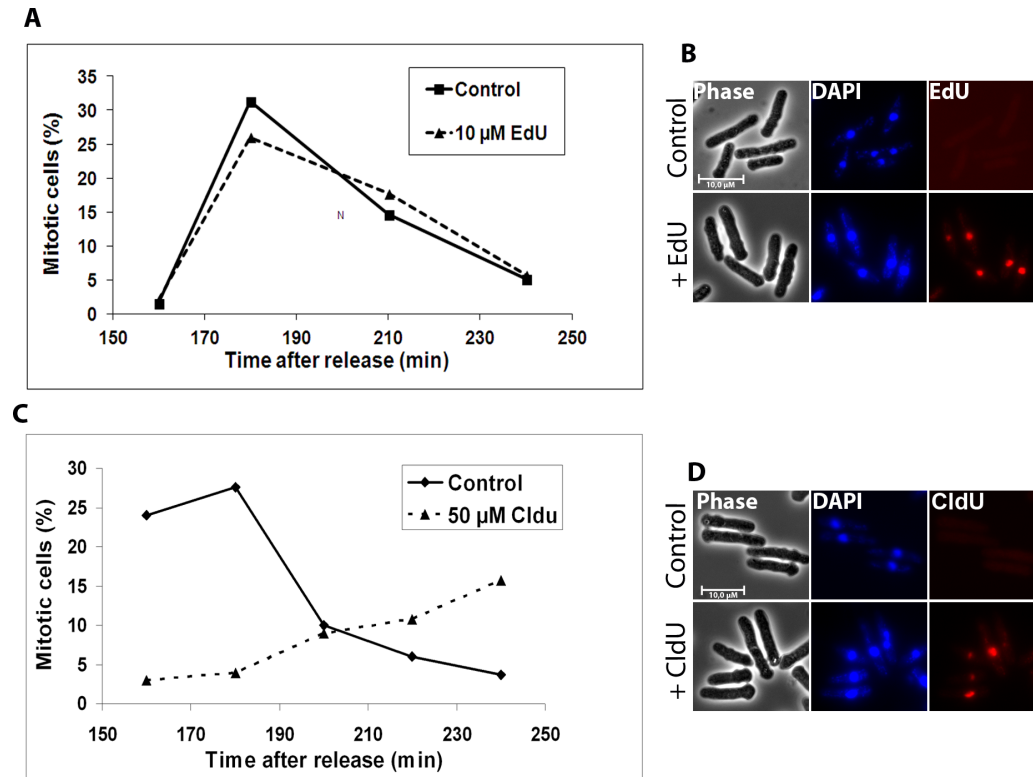 A
Mitotic cells (%)
35
30
25
20
15
10
5
0
150 170 190 210 230 250
Time after release (min)
Control
10 µM EdU
N
B
Phase DAPI EdU
Control
10,0 µM
+ EdU
C
Mitotic cells (%)
30
25
20
15
10
5
0
150 170 190 210 230 250
Time after release (min)
Control
50 µM Cldu
D
Phase DAPI CldU
Control
10,0 µM
+ CldU